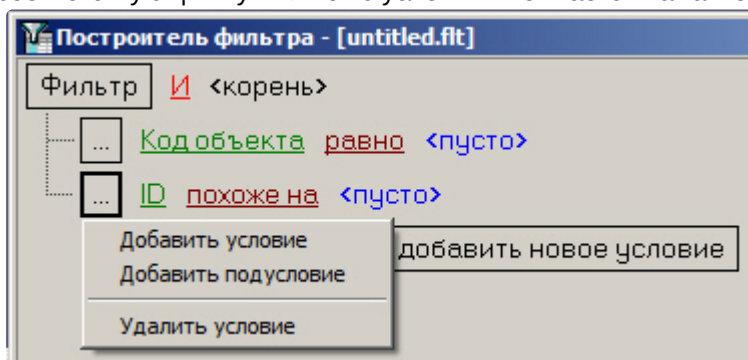 Построитель фильтра - [untitled.flt]
Фильтр И <корень>
... Код объекта равно <пусто>
... ID похоже на <пусто>
Добавить условие
добавить новое условие
Добавить подусловие
Удалить условие